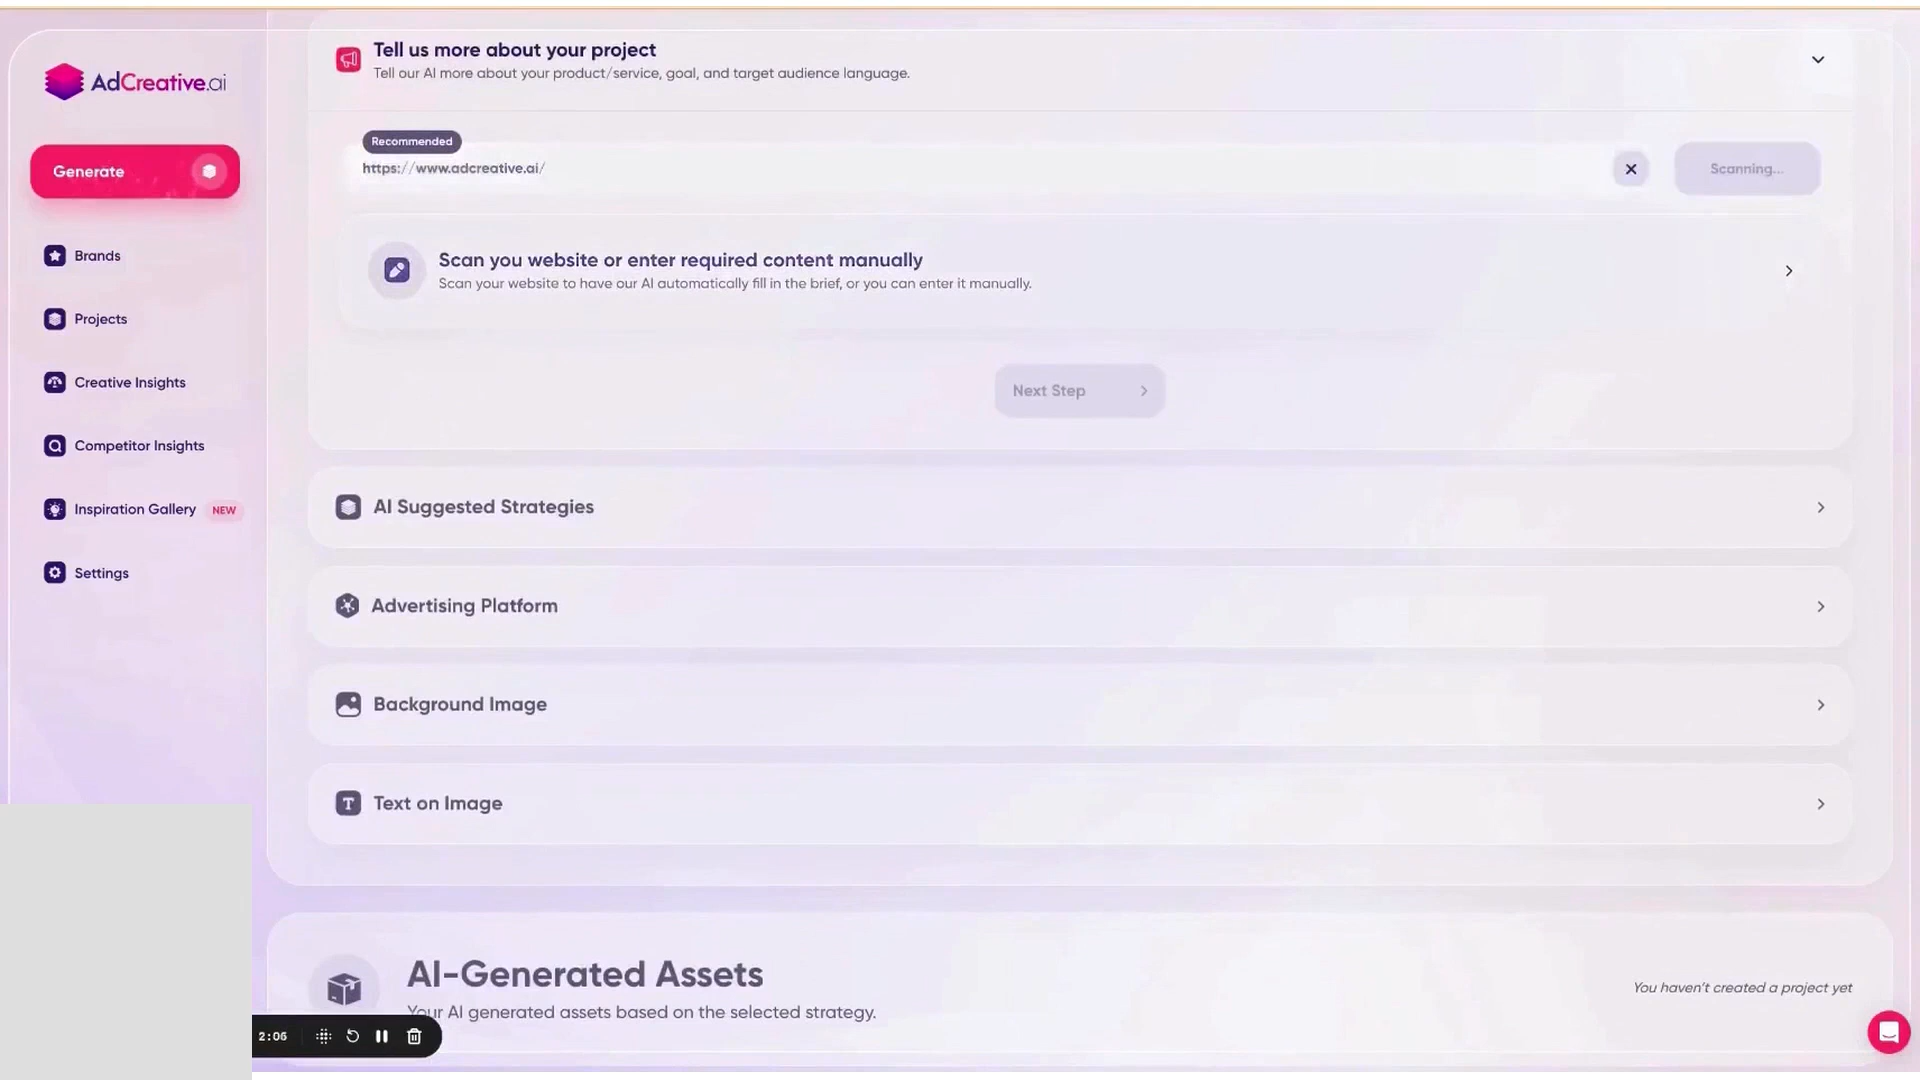 Tell us more about your project
Tell our AI more about your product/service, goal, and target audience language.
AdCreative.ai
Generate
Brands
Projects
Creative Insights
Competitor Insights
Inspiration Gallery NEW
Settings
Recommended
https://www.adcreative.ai/
Scanning...
Scan you website or enter required content manually
Scan your website to have our AI automatically fill in the brief, or you can enter it manually.
Next Step
AI Suggested Strategies
Advertising Platform
Background Image
Text on Image
AI-Generated Assets
Your AI generated assets based on the selected strategy.
You haven't created a project yet
2:06